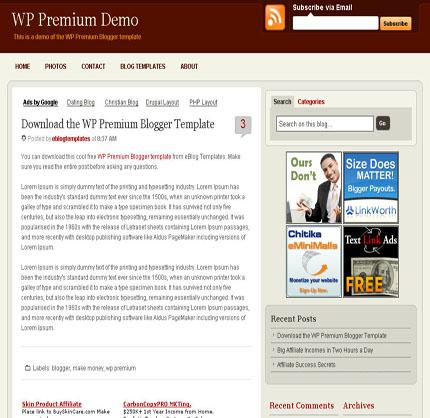 WP Premium Demo
This is a demo of the WP Premium Blogger template
Subscribe via Email
Subscribe
HOME PHOTOS CONTACT BLOG TEMPLATES ABOUT
Ads by Google Dating Blog Christian Blog Drupal Layout PHP Layout
Download the WP Premium Blogger Template
3
Posted by eblogtemplates at 8:37 AM
You can download this cool free WP Premium Blogger template from eBlog Templates. Make
sure you read the entire post before asking any questions.
Lorem Ipsum is simply dummy text of the printing and typesetting industry. Lorem Ipsum has
been the industry's standard dummy text ever since the 1500s, when an unknown printer took a
galley of type and scrambled it to make a type specimen book. It has survived not only five
centuries, but also the leap into electronic typesetting, remaining essentially unchanged. It was
popularised in the 1960s with the release of Letraset sheets containing Lorem Ipsum passages,
and more recently with desktop publishing software like Aldus PageMaker including versions of
Lorem Ipsum.
Lorem Ipsum is simply dummy text of the printing and typesetting industry. Lorem Ipsum has
been the industry's standard dummy text ever since the 1500s, when an unknown printer took a
galley of type and scrambled it to make a type specimen book. It has survived not only five
centuries, but also the leap into electronic typesetting, remaining essentially unchanged. It was
popularised in the 1960s with the release of Letraset sheets containing Lorem Ipsum passages,
and more recently with desktop publishing software like Aldus PageMaker including versions of
Lorem Ipsum.
Labels: blogger, make money, wp premium
Skin Product Affiliate
Place link to BuySkinCare.com Make
CarbonCopyPRO MKTing.
$230K+ 1st Year Income from Home.
Search Categories
Search on this blog...
Go
Ours
Don't
Size Does
MATTER!
Bigger Payouts.
LinkWorth
Chitika
eMiniMalls
Monetize your website
Sign-Up Now.
Text Link Ads
FREE
Recent Posts
Download the WP Premium Blogger Template
Big Affiliate Incomes in Two Hours a Day
Affiliate Success Secrets
Recent Comments Archives